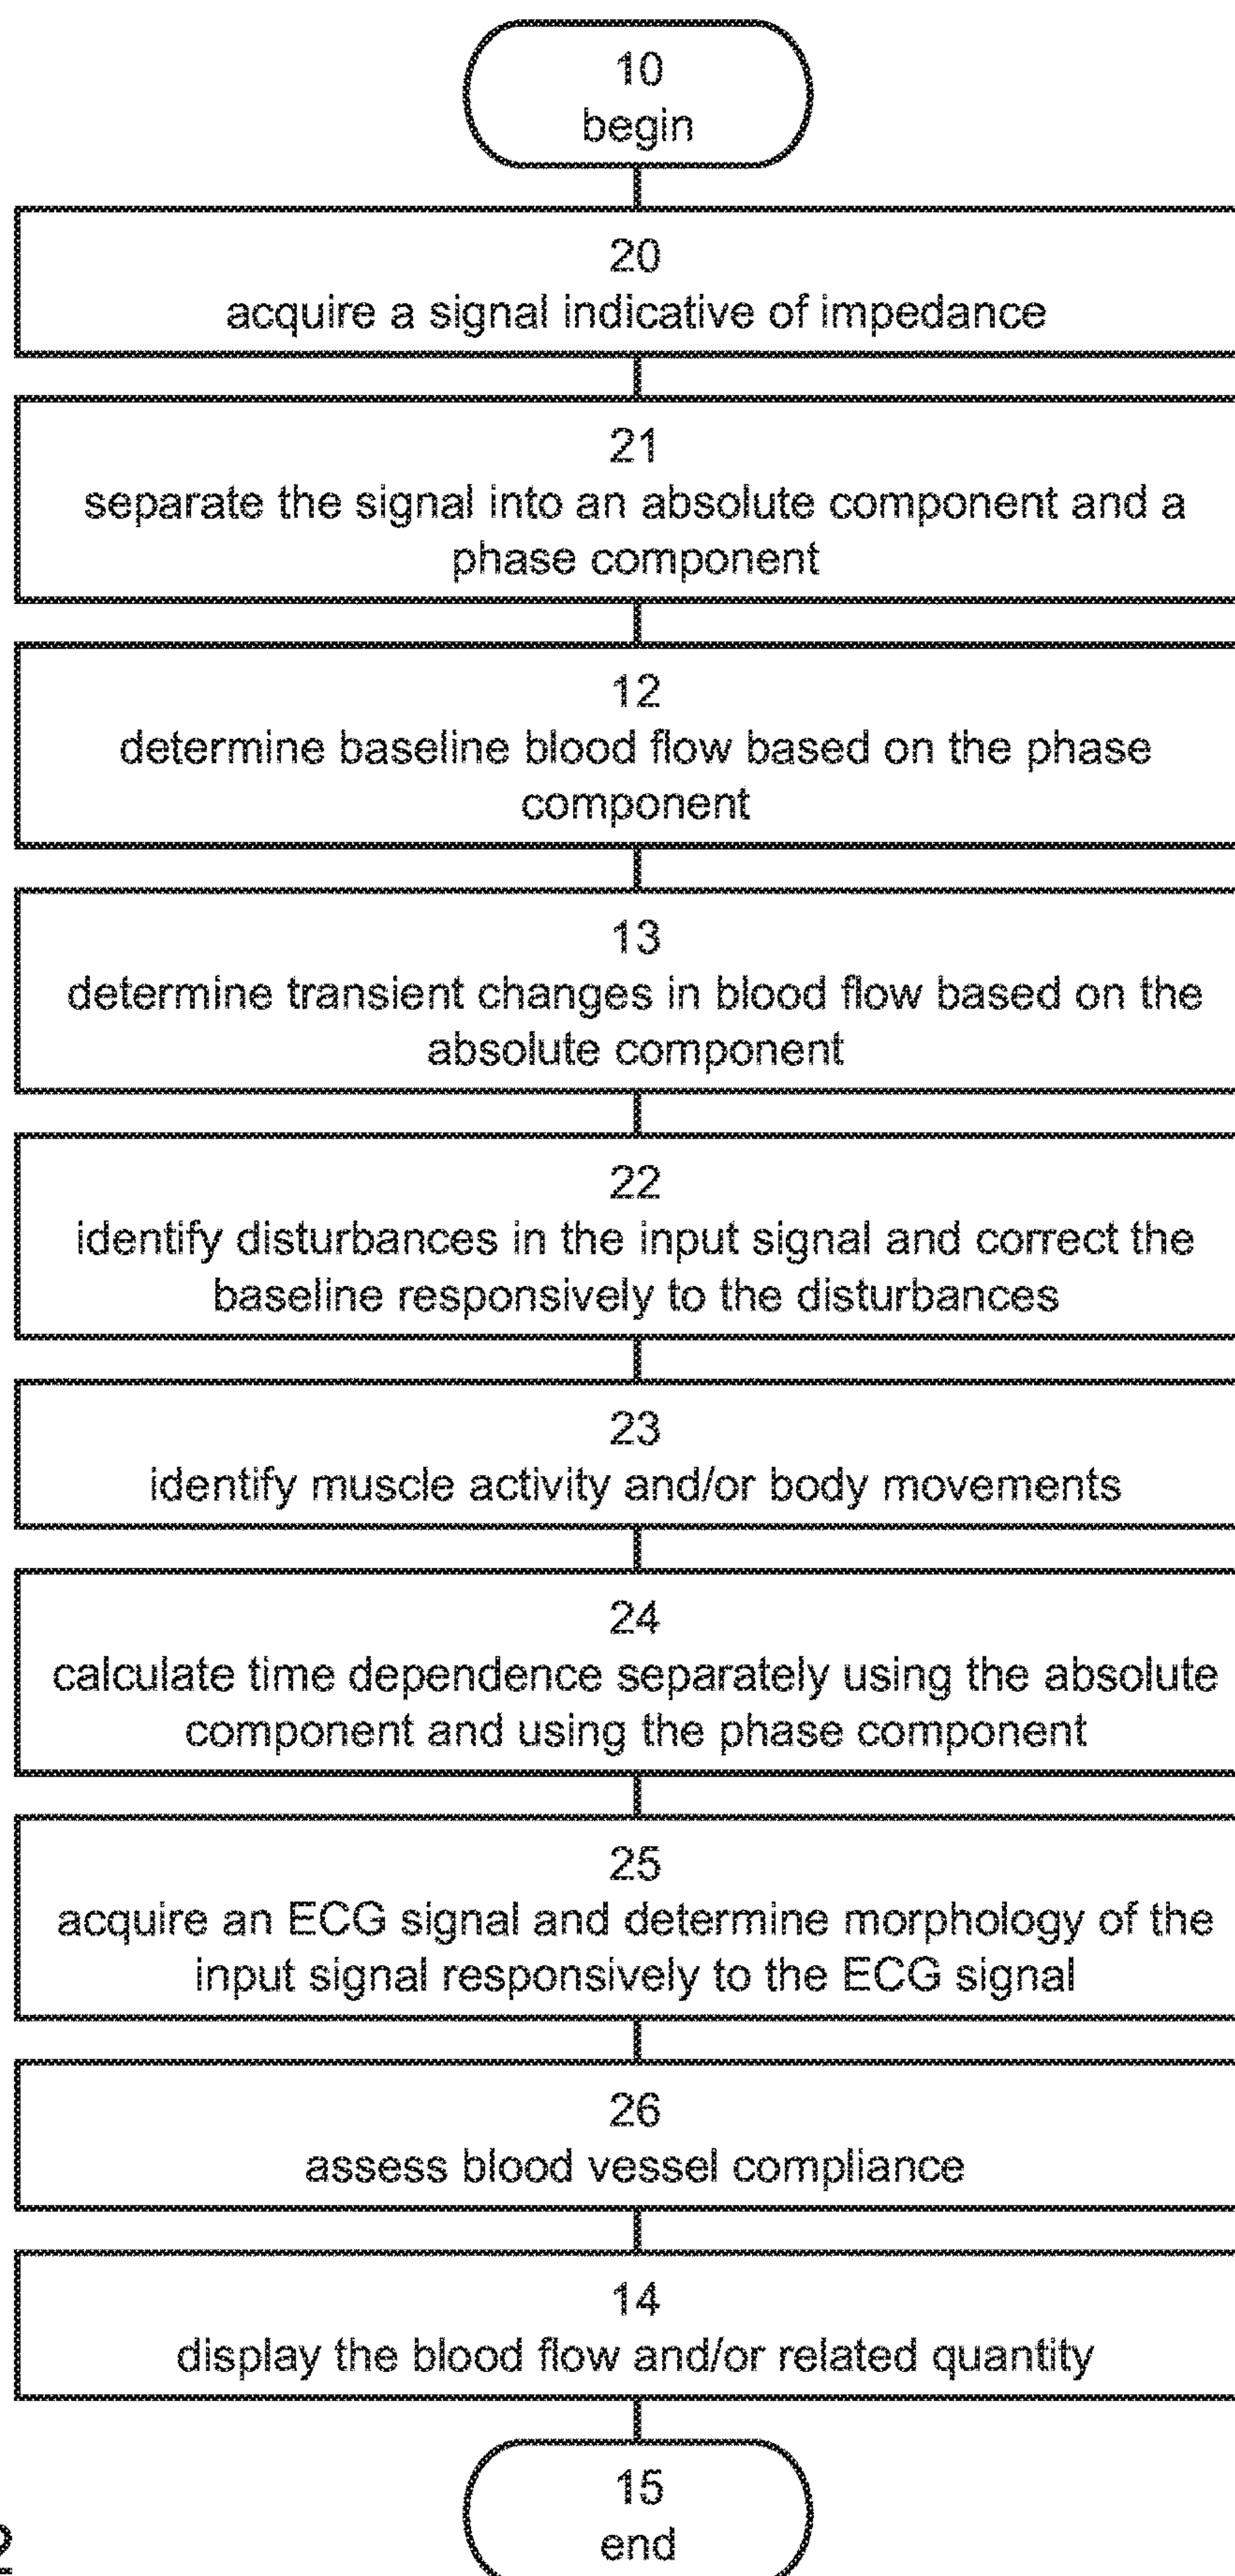 10
begin
20
acquire a signal indicative of impedance
21
separate the signal into an absolute component and a
phase component
12
determine baseline blood flow based on the phase
component
13
determine transient changes in blood flow based on the
absolute component
22
identify disturbances in the input signal and correct the
baseline responsively to the disturbances
23
identify muscle activity and/or body movements
24
calculate time dependence separately using the absolute
component and using the phase component
25
acquire an ECG signal and determine morphology of the
input signal responsively to the ECG signal
26
assess blood vessel compliance
14
display the blood flow and/or related quantity
15
end